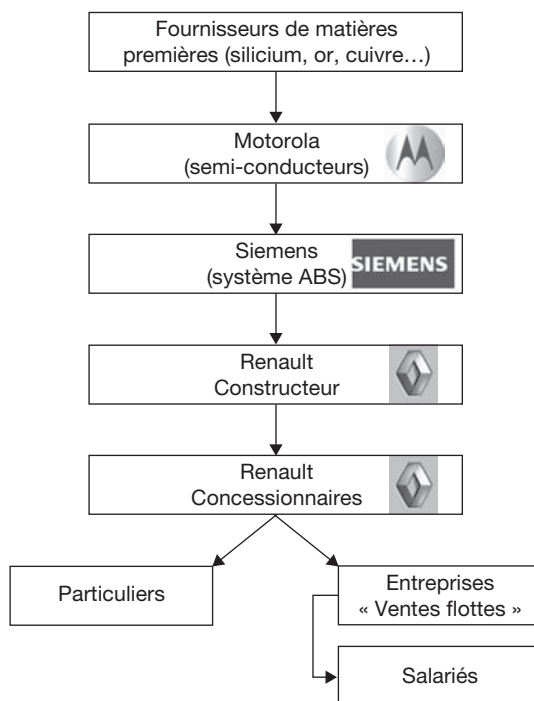 Fournisseurs de matières
premières (silicium, or, cuivre…)
Motorola
(semi-conducteurs)
Siemens
(système ABS)
SIEMENS
Renault
Constructeur
Renault
Concessionnaires
Particuliers
Entreprises
« Ventes flottes »
Salariés